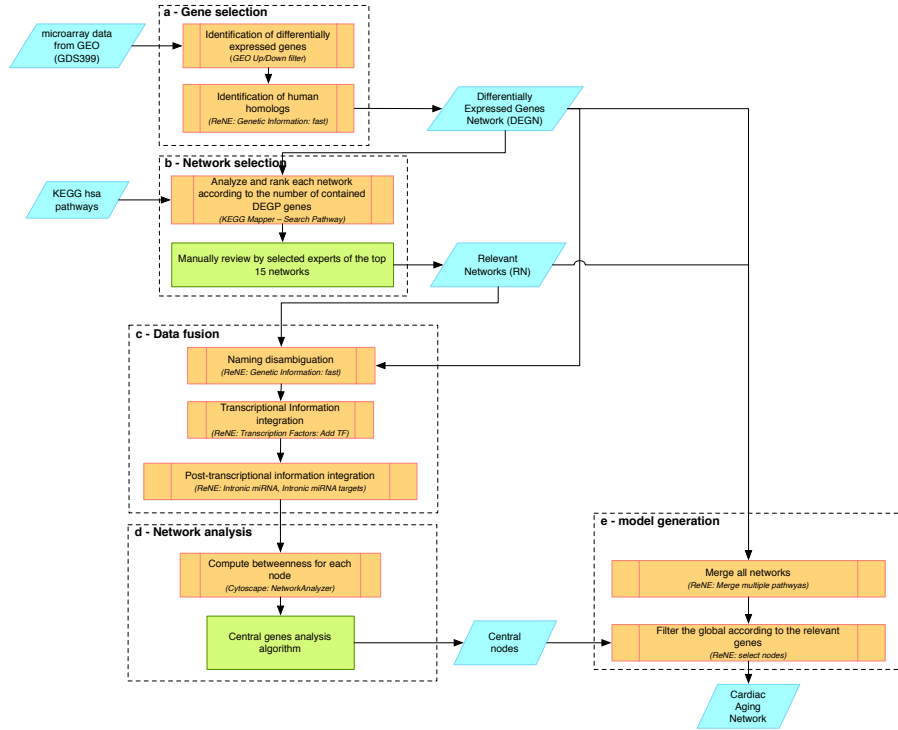 a - Gene selection
microarray data
from GEO
(GDS399)
Identification of differentially
expressed genes
(GEO Up/Down filter)
Identification of human
homologs
(ReNE: Genetic Information: fast)
Differentially
Expressed Genes
Network (DEGN)
b - Network selection
KEGG hsa
pathways
Analyze and rank each network
according to the number of contained
DEGP genes
(KEGG Mapper – Search Pathway)
Manually review by selected experts of the top
15 networks
Relevant
Networks (RN)
c - Data fusion
Naming disambiguation
(ReNE: Genetic Information: fast)
Transcriptional Information
integration
(ReNE: Transcription Factors: Add TF)
Post-transcriptional information integration
(ReNE: Intronic miRNA, Intronic miRNA targets)
d - Network analysis
Compute betweenness for each
node
(Cytoscape: NetworkAnalyzer)
Central genes analysis
algorithm
Central
nodes
e - model generation
Merge all networks
(ReNE: Merge multiple pathwyas)
Filter the global according to the relevant
genes
(ReNE: select nodes)
Cardiac
Aging
Network